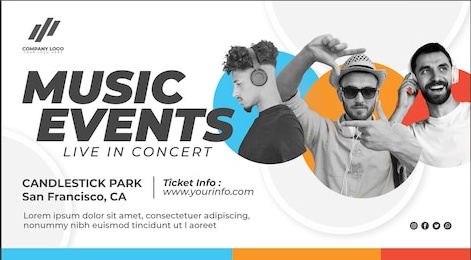 COMPANY LOGO
MUSIC
EVENTS
LIVE IN CONCERT
CANDLESTICK PARK
San Francisco, CA
Ticket Info :
www.yourinfo.com
Lorem ipsum dolor sit amet, consectetuer adipiscing,
nonummy nibh euismod tincidunt ut laoreet